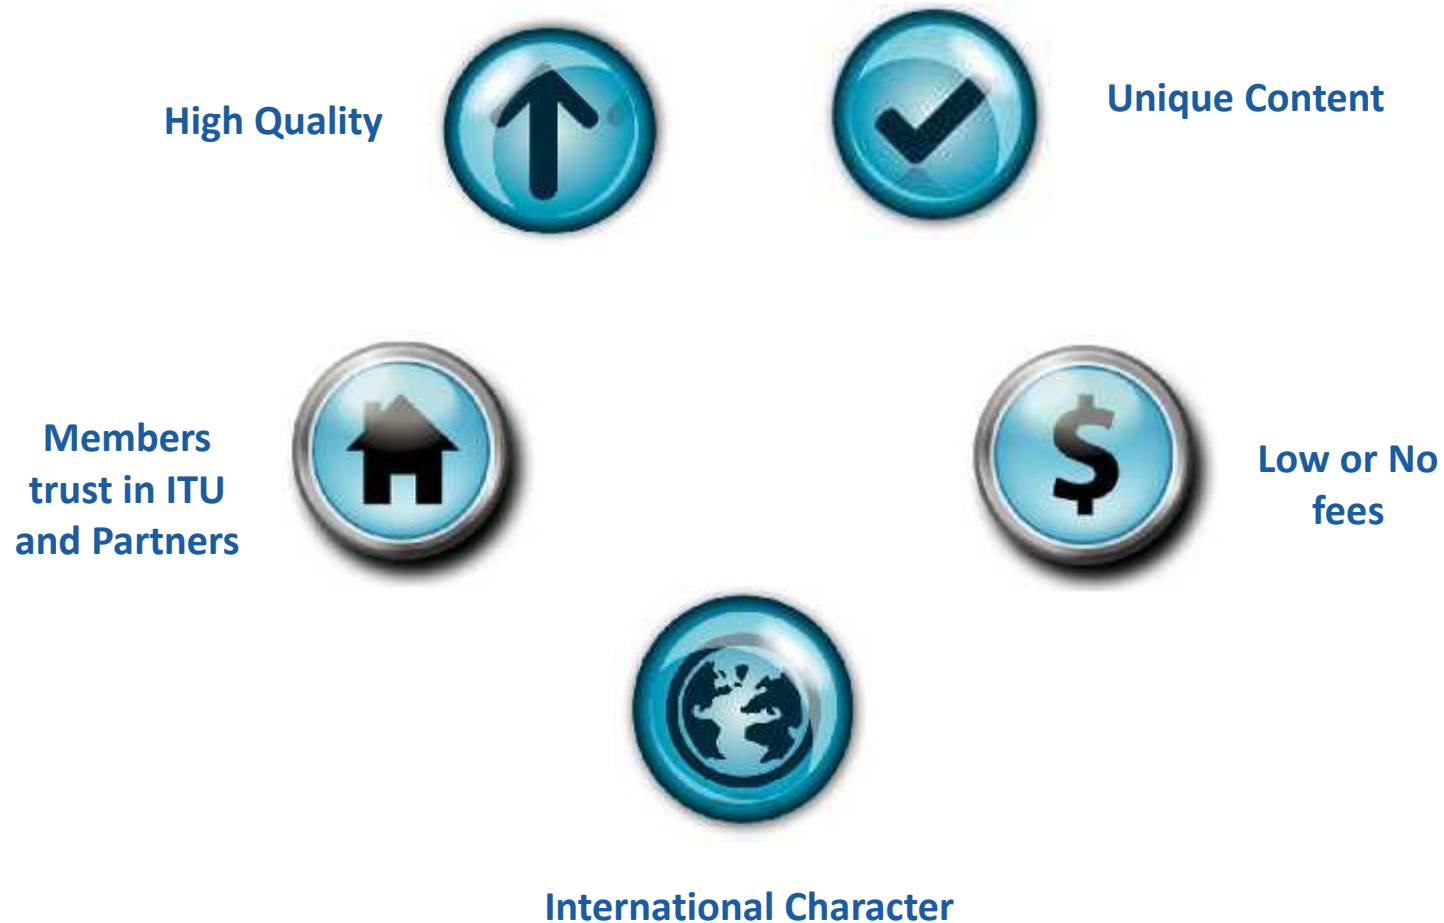 High Quality
Unique Content
Members
trust in ITU
and Partners
Low or No
fees
International Character